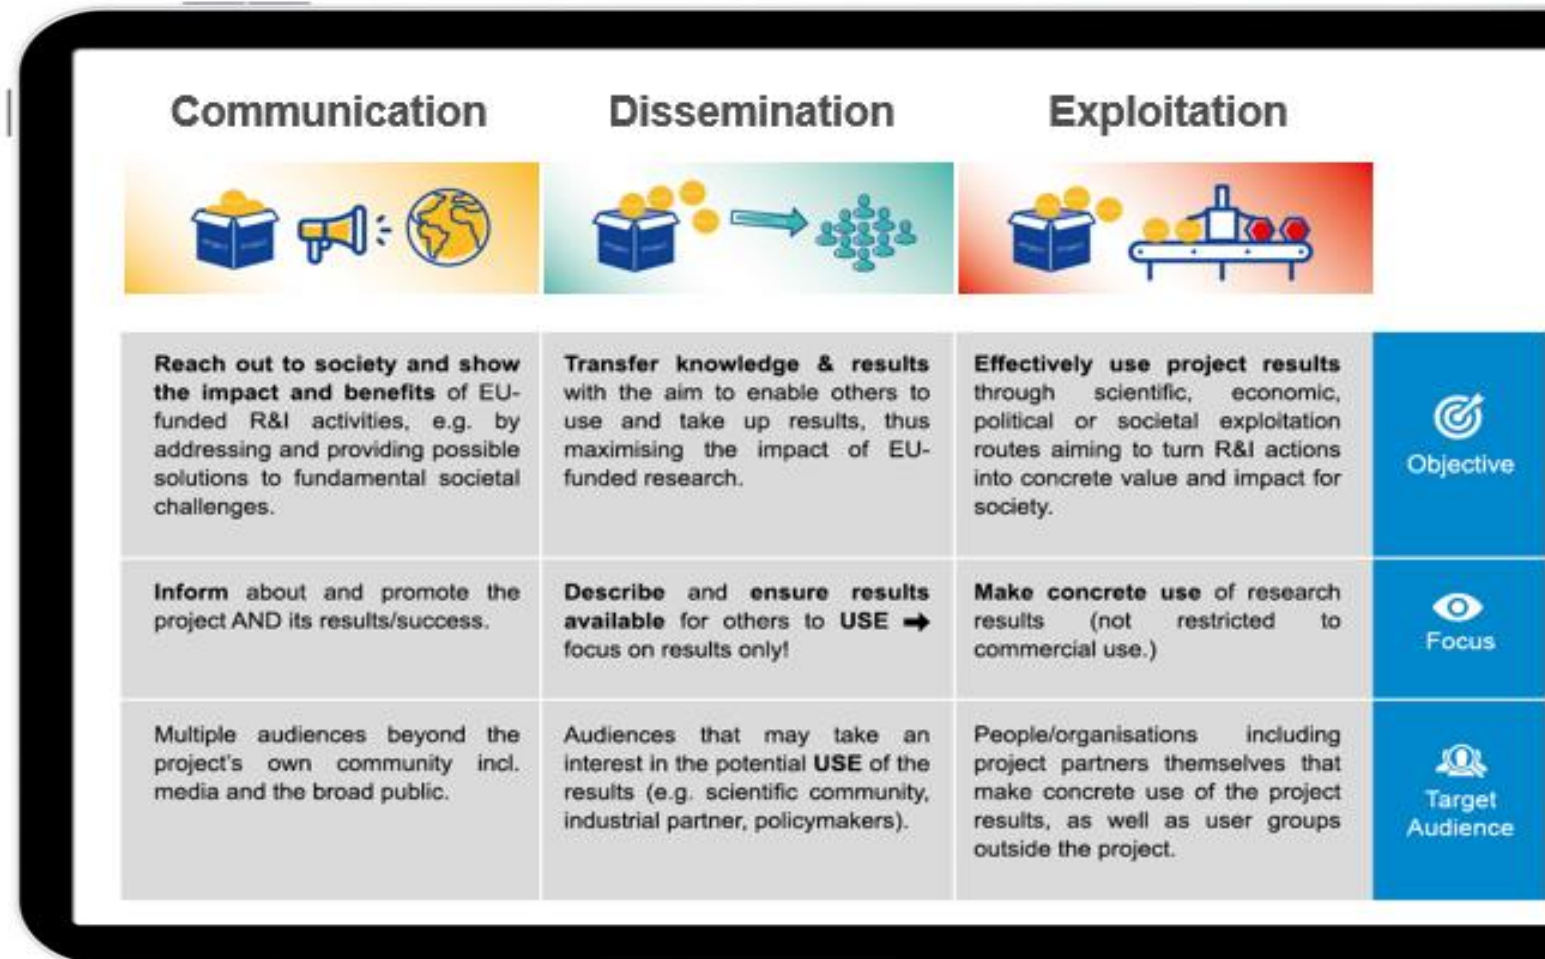 Communication
Dissemination
Exploitation
Reach out to society and show
the impact and benefits of EU-
funded R&I activities, e.g. by
addressing and providing possible
solutions to fundamental societal
challenges.
Transfer knowledge & results
with the aim to enable others to
use and take up results, thus
maximising the impact of EU-
funded research.
Effectively use project results
through scientific, economic,
political or societal exploitation
routes aiming to turn R&I actions
into concrete value and impact for
society.
Objective
Inform about and promote the
project AND its results/success.
Describe and ensure results
available for others to USE ➡
focus on results only!
Make concrete use of research
results (not restricted to
commercial use.)
Focus
Multiple audiences beyond the
project's own community incl.
media and the broad public.
Audiences that may take an
interest in the potential USE of the
results (e.g. scientific community,
industrial partner, policymakers).
People/organisations including
project partners themselves that
make concrete use of the project
results, as well as user groups
outside the project.
Target
Audience